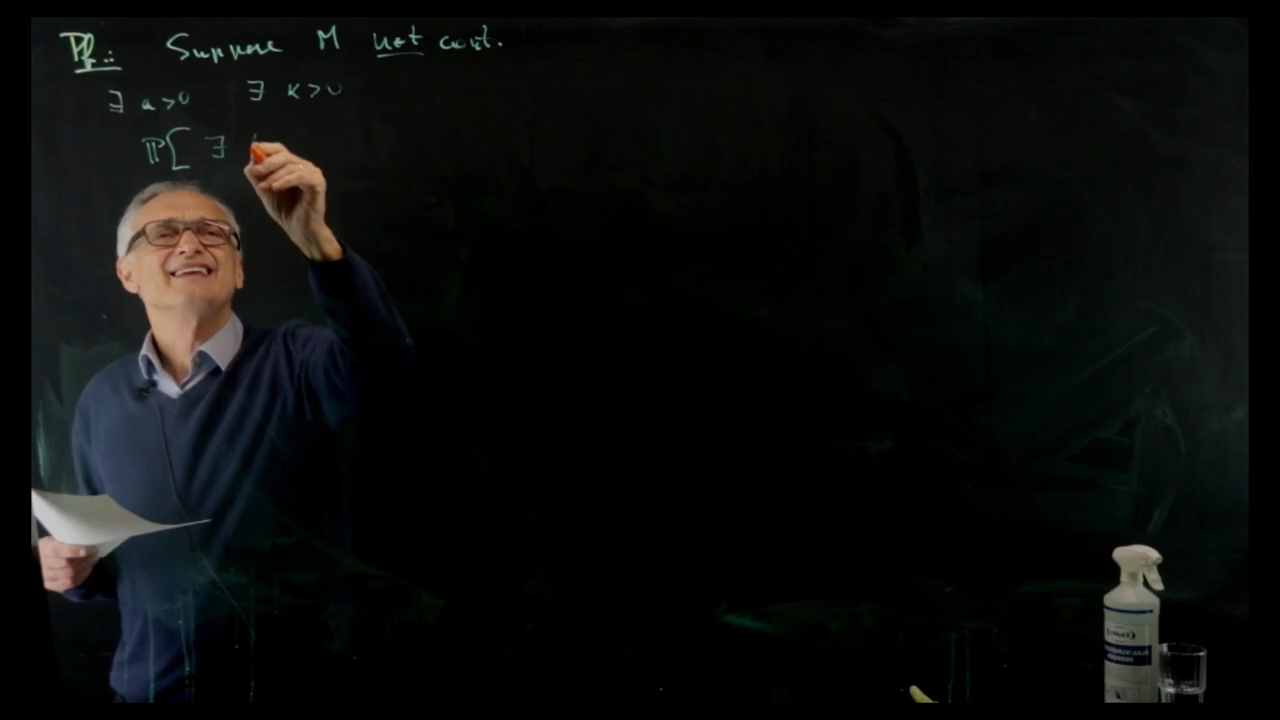 Pf.: Suppose M not cont.
∃ a>0 ∃ K>0
ℙ[ ∃